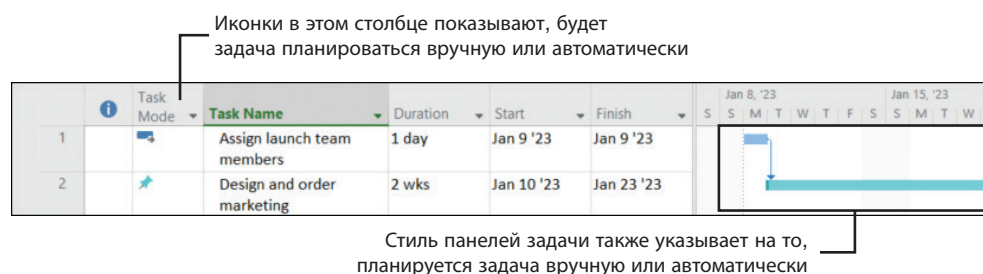 Иконки в этом столбце показывают, будет
задача планироваться вручную или автоматически
Task Mode Task Name Duration Start Finish
Jan 8, '23 Jan 15, '23
S S M T W T F S S M T W
1 Assign launch team members 1 day Jan 9 '23 Jan 9 '23
2 Design and order marketing 2 wks Jan 10 '23 Jan 23 '23
Стиль панелей задачи также указывает на то,
планируется задача вручную или автоматически